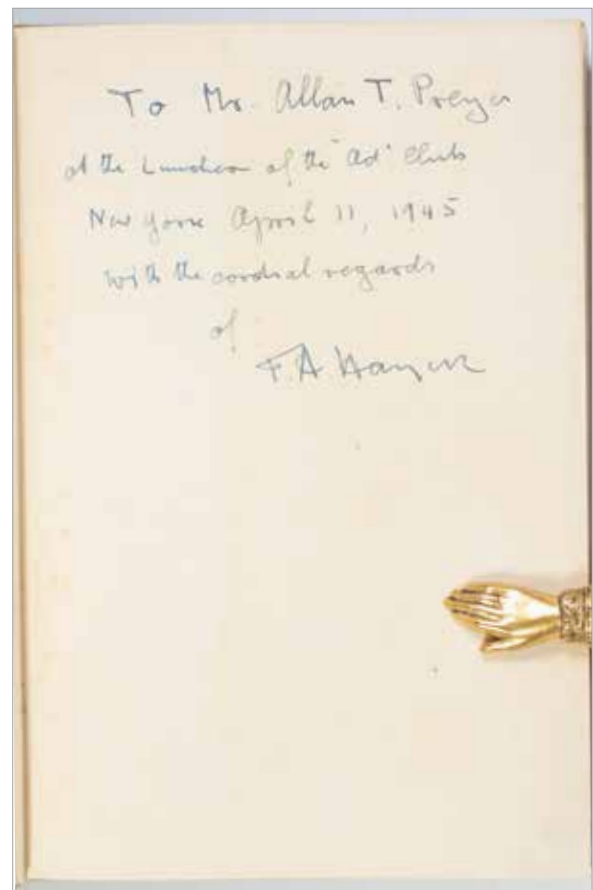 To Mr. Allan T. Preyer
at the Luncheon of the "Ad" Club
New York April 11, 1945
with the cordial regards
of
F. A. Hayek